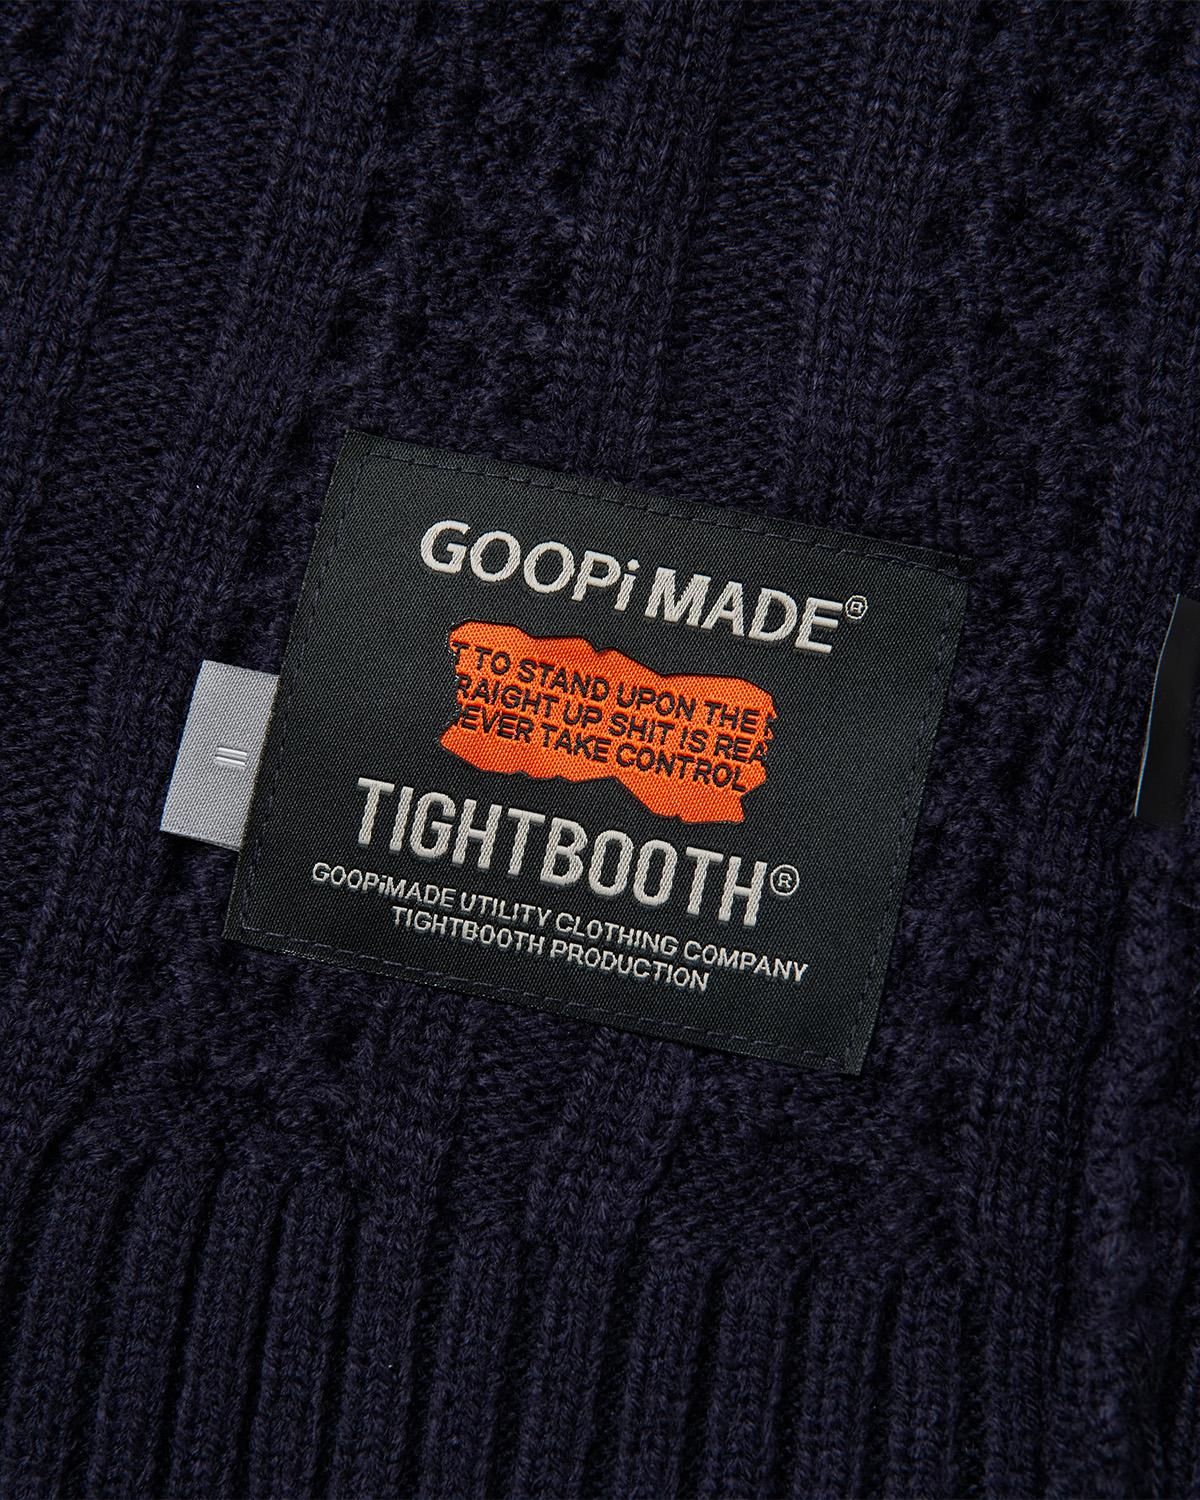 GOOPi MADE®
T TO STAND UPON THE
RAIGHT UP SHIT IS REA
EVER TAKE CONTROL
TIGHTBOOTH®
GOOPiMADE UTILITY CLOTHING COMPANY
TIGHTBOOTH PRODUCTION